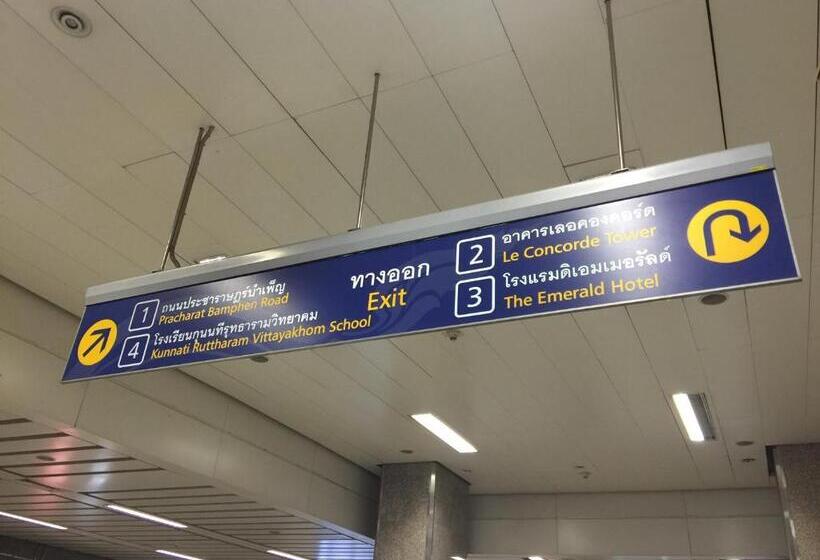 1
ถนนประชาราษฎร์บำเพ็ญ
Pracharat Bamphen Road
4
โรงเรียนกุนนทีรุทธารามวิทยาคม
Kunnati Ruttharam Vittayakhom School
ทางออก
Exit
2
อาคารเลอคองคอร์ด
Le Concorde Tower
3
โรงแรมดิเอมเมอรัลด์
The Emerald Hotel